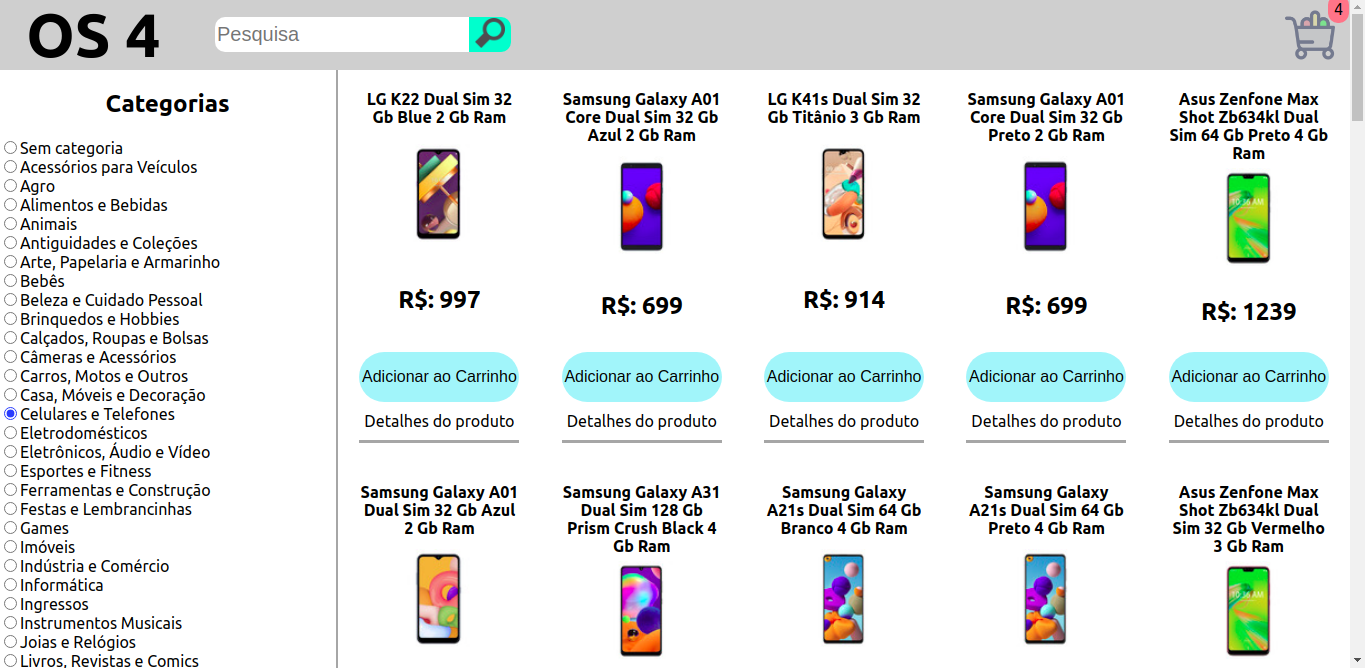 OS 4
Pesquisa
4
Categorias
Sem categoria
Acessórios para Veículos
Agro
Alimentos e Bebidas
Animais
Antiguidades e Coleções
Arte, Papelaria e Armarinho
Bebês
Beleza e Cuidado Pessoal
Brinquedos e Hobbies
Calçados, Roupas e Bolsas
Câmeras e Acessórios
Carros, Motos e Outros
Casa, Móveis e Decoração
Celulares e Telefones
Eletrodomésticos
Eletrônicos, Áudio e Vídeo
Esportes e Fitness
Ferramentas e Construção
Festas e Lembrancinhas
Games
Imóveis
Indústria e Comércio
Informática
Ingressos
Instrumentos Musicais
Joias e Relógios
Livros, Revistas e Comics
LG K22 Dual Sim 32
Gb Blue 2 Gb Ram
R$: 997
Adicionar ao Carrinho
Detalhes do produto
Samsung Galaxy A01
Core Dual Sim 32 Gb
Azul 2 Gb Ram
R$: 699
Adicionar ao Carrinho
Detalhes do produto
LG K41s Dual Sim 32
Gb Titânio 3 Gb Ram
R$: 914
Adicionar ao Carrinho
Detalhes do produto
Samsung Galaxy A01
Core Dual Sim 32 Gb
Preto 2 Gb Ram
R$: 699
Adicionar ao Carrinho
Detalhes do produto
Asus Zenfone Max
Shot Zb634kl Dual
Sim 64 Gb Preto 4 Gb
Ram
10:36 AM
R$: 1239
Adicionar ao Carrinho
Detalhes do produto
Samsung Galaxy A01
Dual Sim 32 Gb Azul
2 Gb Ram
Samsung Galaxy A31
Dual Sim 128 Gb
Prism Crush Black 4
Gb Ram
Samsung Galaxy
A21s Dual Sim 64 Gb
Branco 4 Gb Ram
Samsung Galaxy
A21s Dual Sim 64 Gb
Preto 4 Gb Ram
Asus Zenfone Max
Shot Zb634kl Dual
Sim 32 Gb Vermelho
3 Gb Ram
10:36 AM